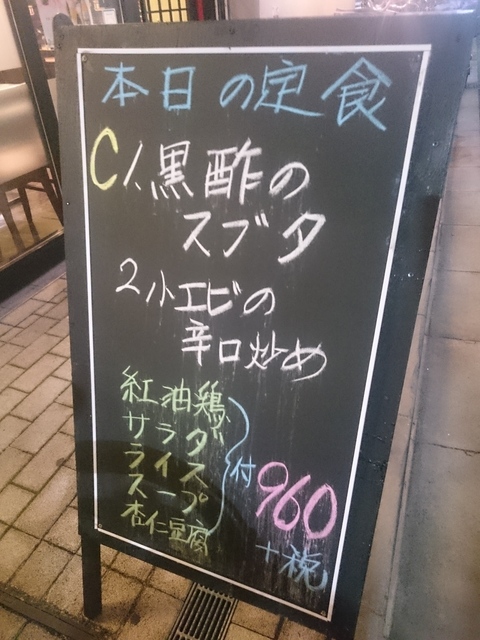 本日の定食
C 1.黒酢の
スブタ
2 小エビの
辛口炒め
紅油鶏
サラダ
ライス
スープ
杏仁豆腐
付
960
+税